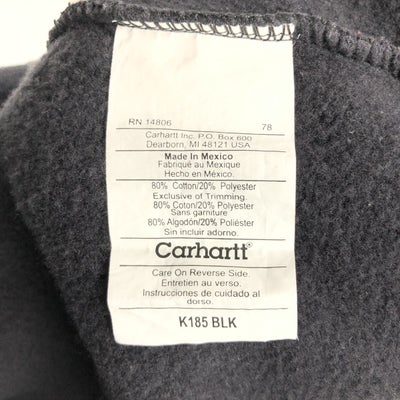 RN 14806 78
Carhartt Inc. P.O. Box 600
Dearborn, MI 48121 USA
Made In Mexico
Fabriqué au Mexique
Hecho en México.
80% Cotton/20% Polyester
Exclusive of Trimming.
80% Coton/20% Polyester
Sans garniture
80% Algodón/20% Poliéster
Sin incluir adorno.
Carhartt®
Care On Reverse Side.
Entretien au verso.
Instrucciones de cuidado al
dorso.
K185 BLK